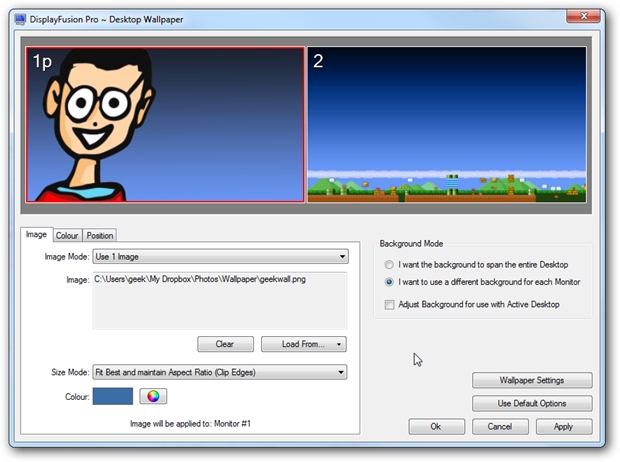 DisplayFusion Pro ~ Desktop Wallpaper
1p
2
Image Colour Position
Image Mode: Use 1 Image
Image: C:\Users\geek\My Dropbox\Photos\Wallpaper\geekwall.png
Clear Load From...
Size Mode: Fit Best and maintain Aspect Ratio (Clip Edges)
Colour:
Image will be applied to: Monitor #1
Background Mode
I want the background to span the entire Desktop
I want to use a different background for each Monitor
Adjust Background for use with Active Desktop
Wallpaper Settings
Use Default Options
Ok Cancel Apply